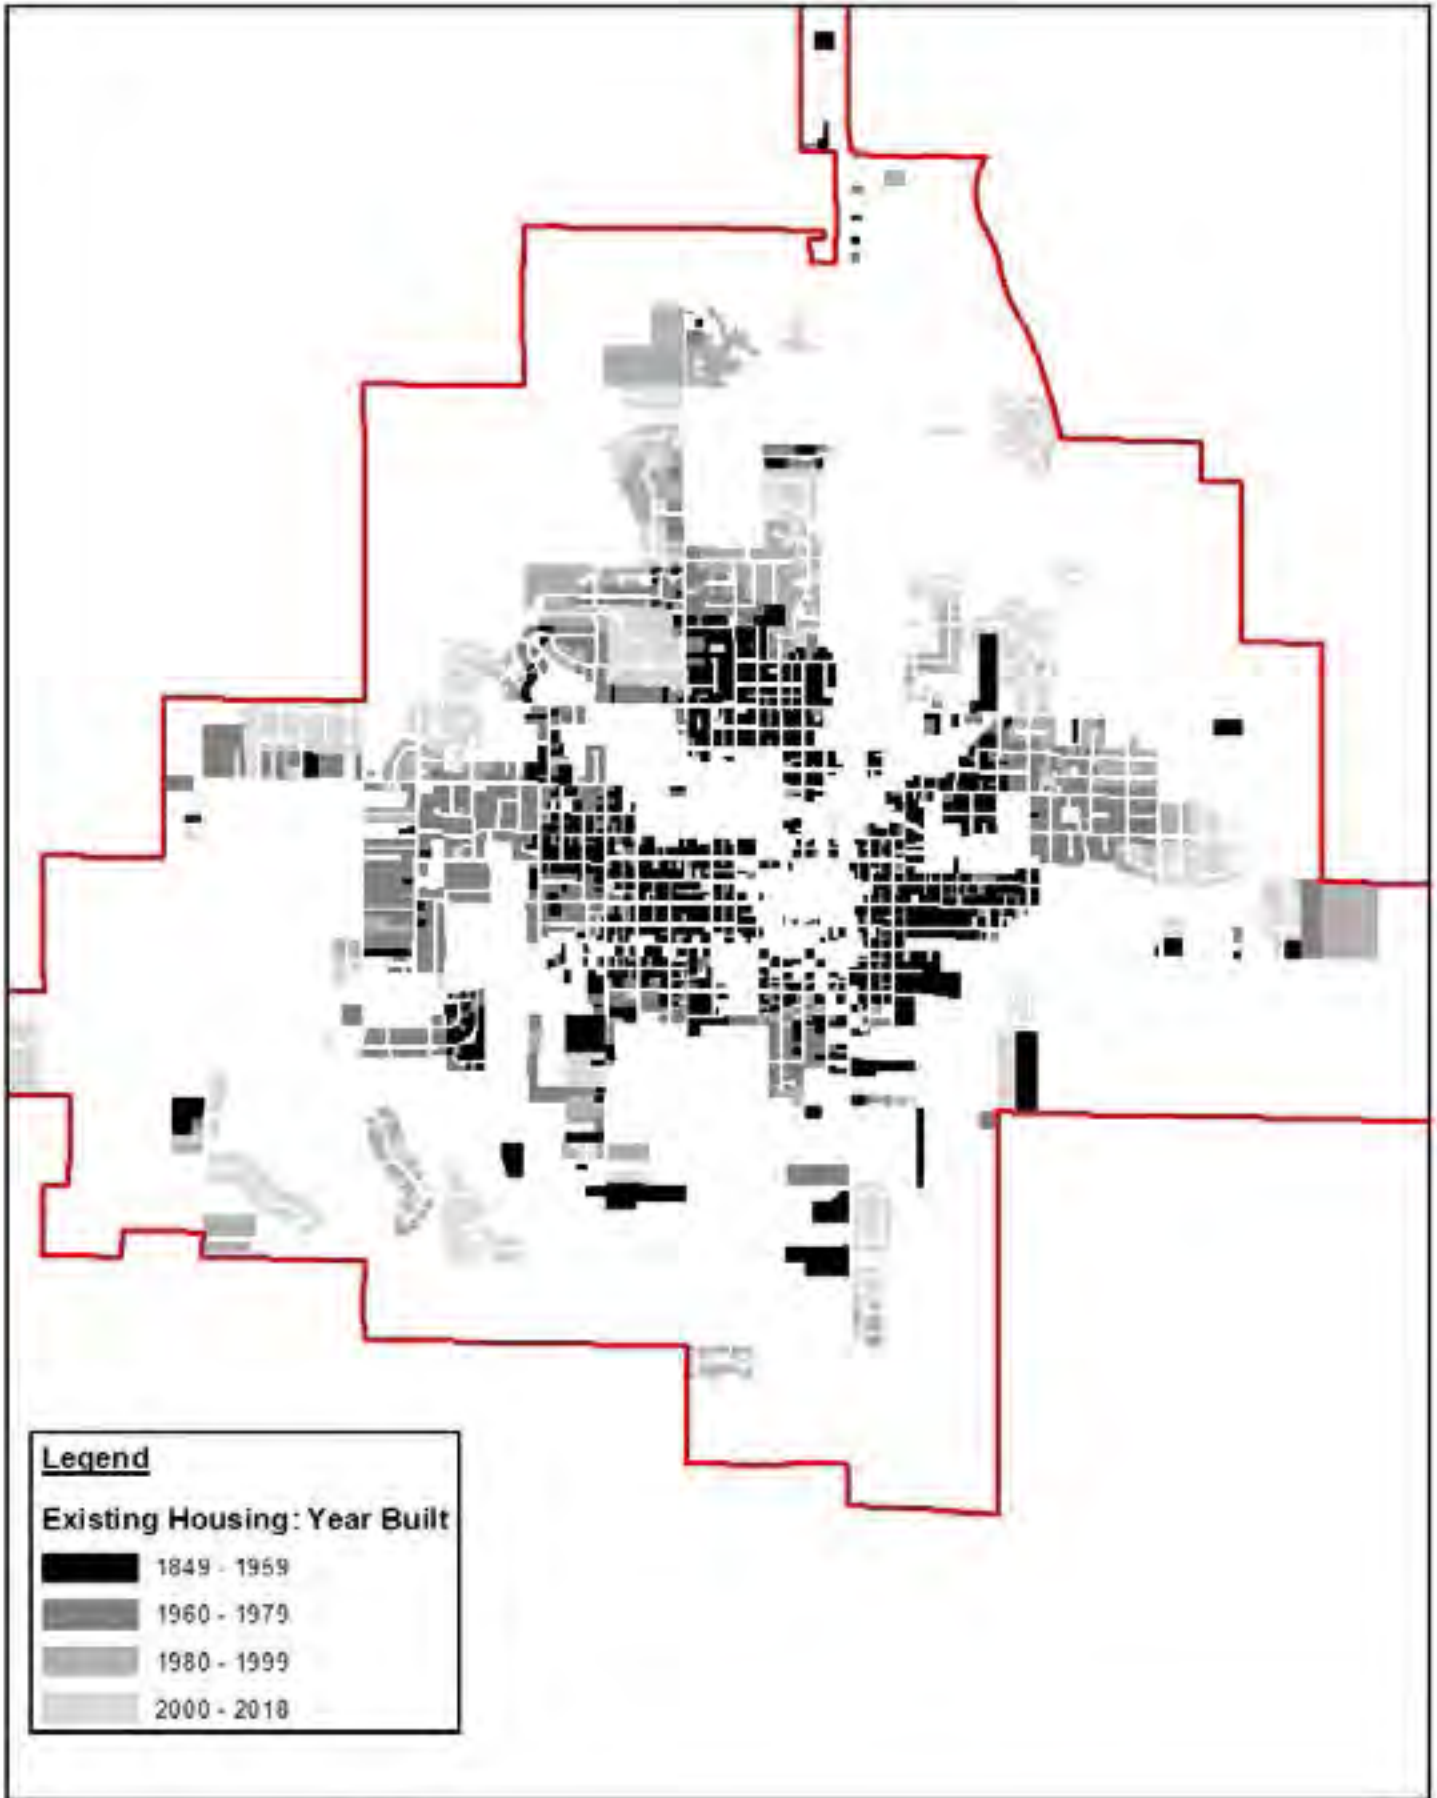 Legend
Existing Housing: Year Built
1849 - 1959
1960 - 1979
1980 - 1999
2000 - 2018